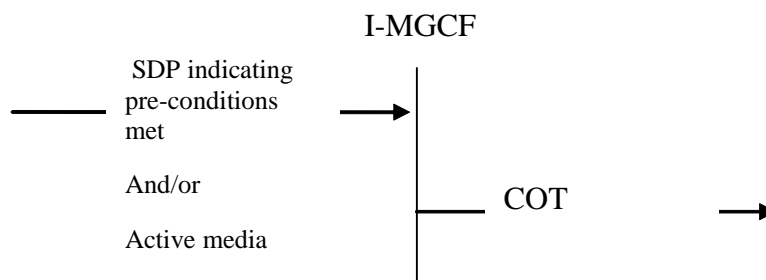 I-MGCF
SDP indicating
pre-conditions
met
And/or
Active media
COT